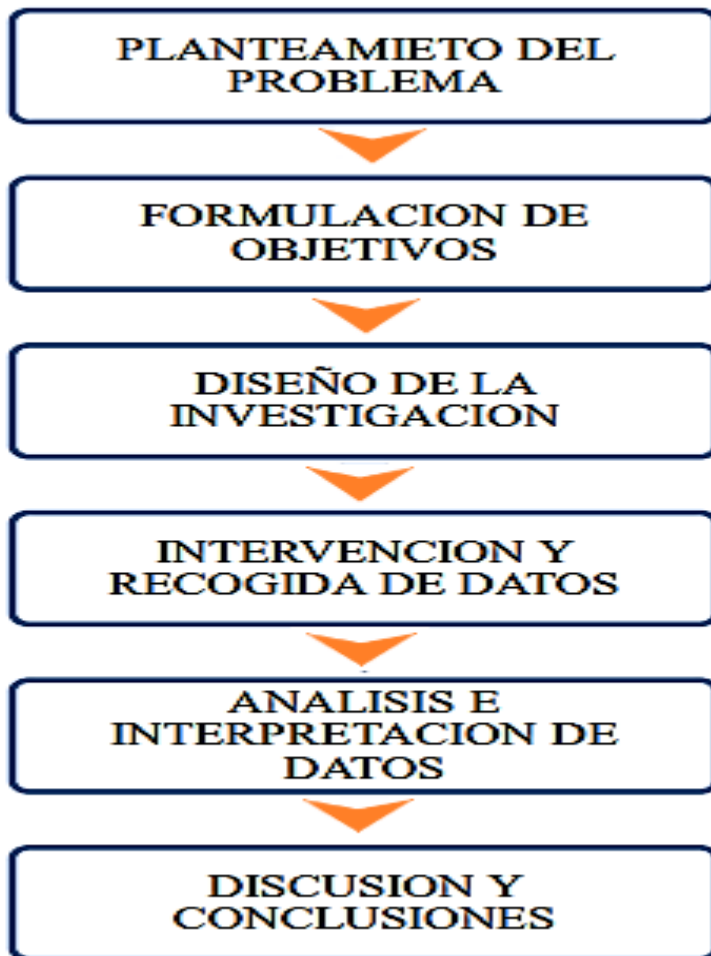 PLANTEAMIETO DEL
PROBLEMA
FORMULACION DE
OBJETIVOS
DISEÑO DE LA
INVESTIGACION
INTERVENCION Y
RECOGIDA DE DATOS
ANALISIS E
INTERPRETACION DE
DATOS
DISCUSION Y
CONCLUSIONES